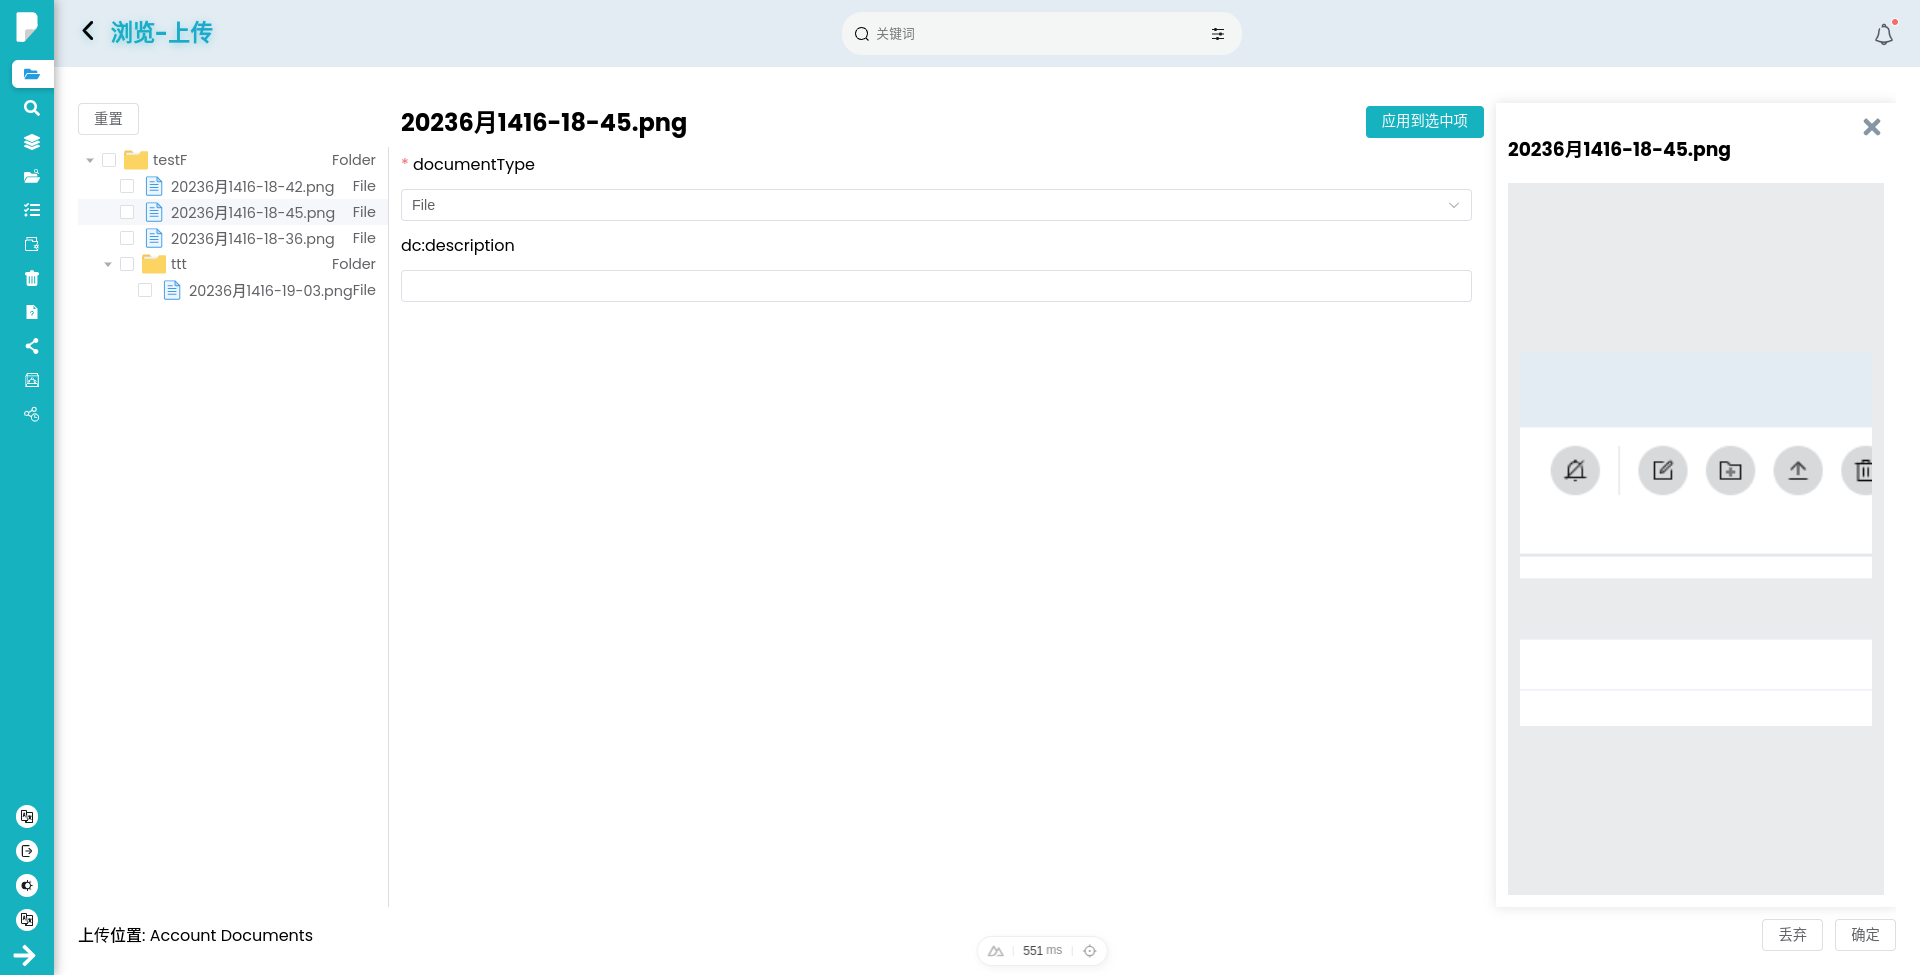 浏览-上传
关键词
重置
testF Folder
20236月1416-18-42.png File
20236月1416-18-45.png File
20236月1416-18-36.png File
ttt Folder
20236月1416-19-03.png File
20236月1416-18-45.png
应用到选中项
* documentType
File
dc:description
20236月1416-18-45.png
上传位置: Account Documents
551 ms
丢弃
确定